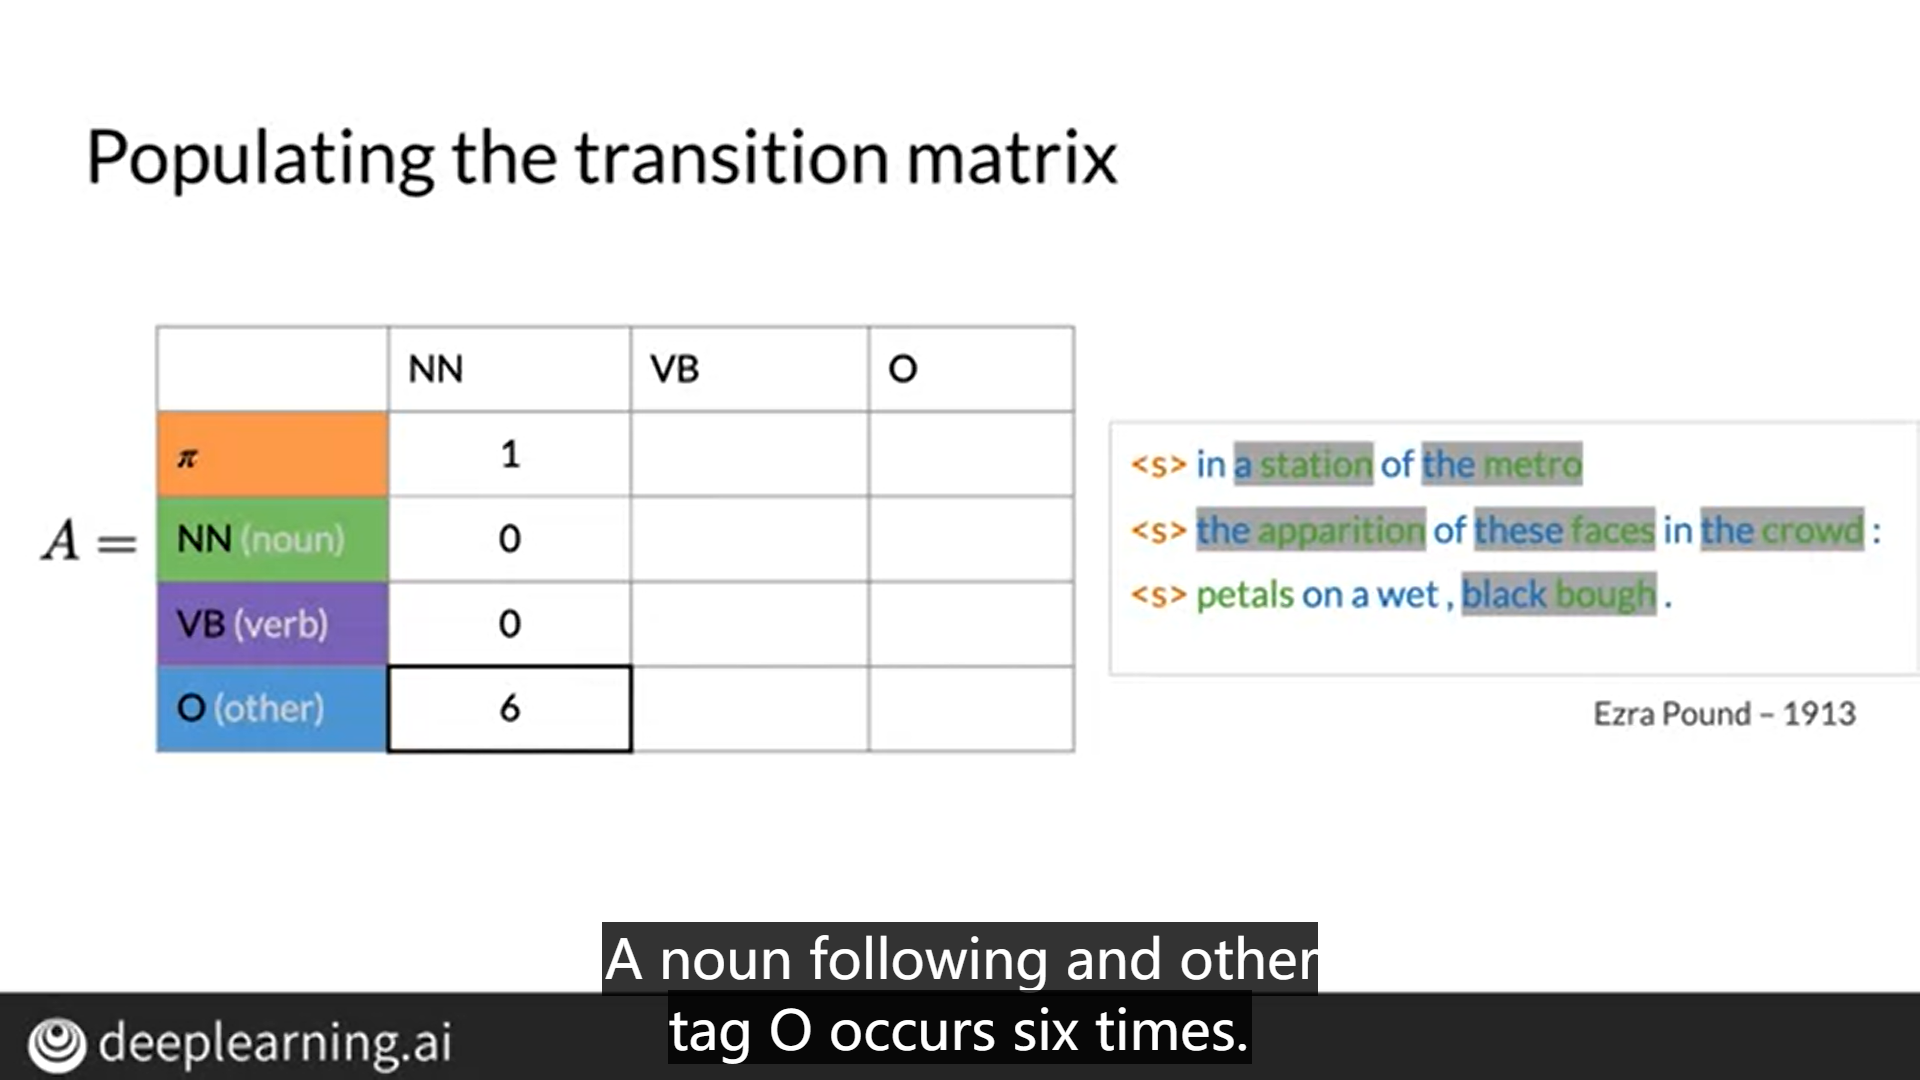 Populating the transition matrix
NN VB O
π 1
A = NN (noun) 0
VB (verb) 0
O (other) 6
<s> in a station of the metro
<s> the apparition of these faces in the crowd :
<s> petals on a wet , black bough .
Ezra Pound – 1913
A noun following and other
tag O occurs six times.
deeplearning.ai